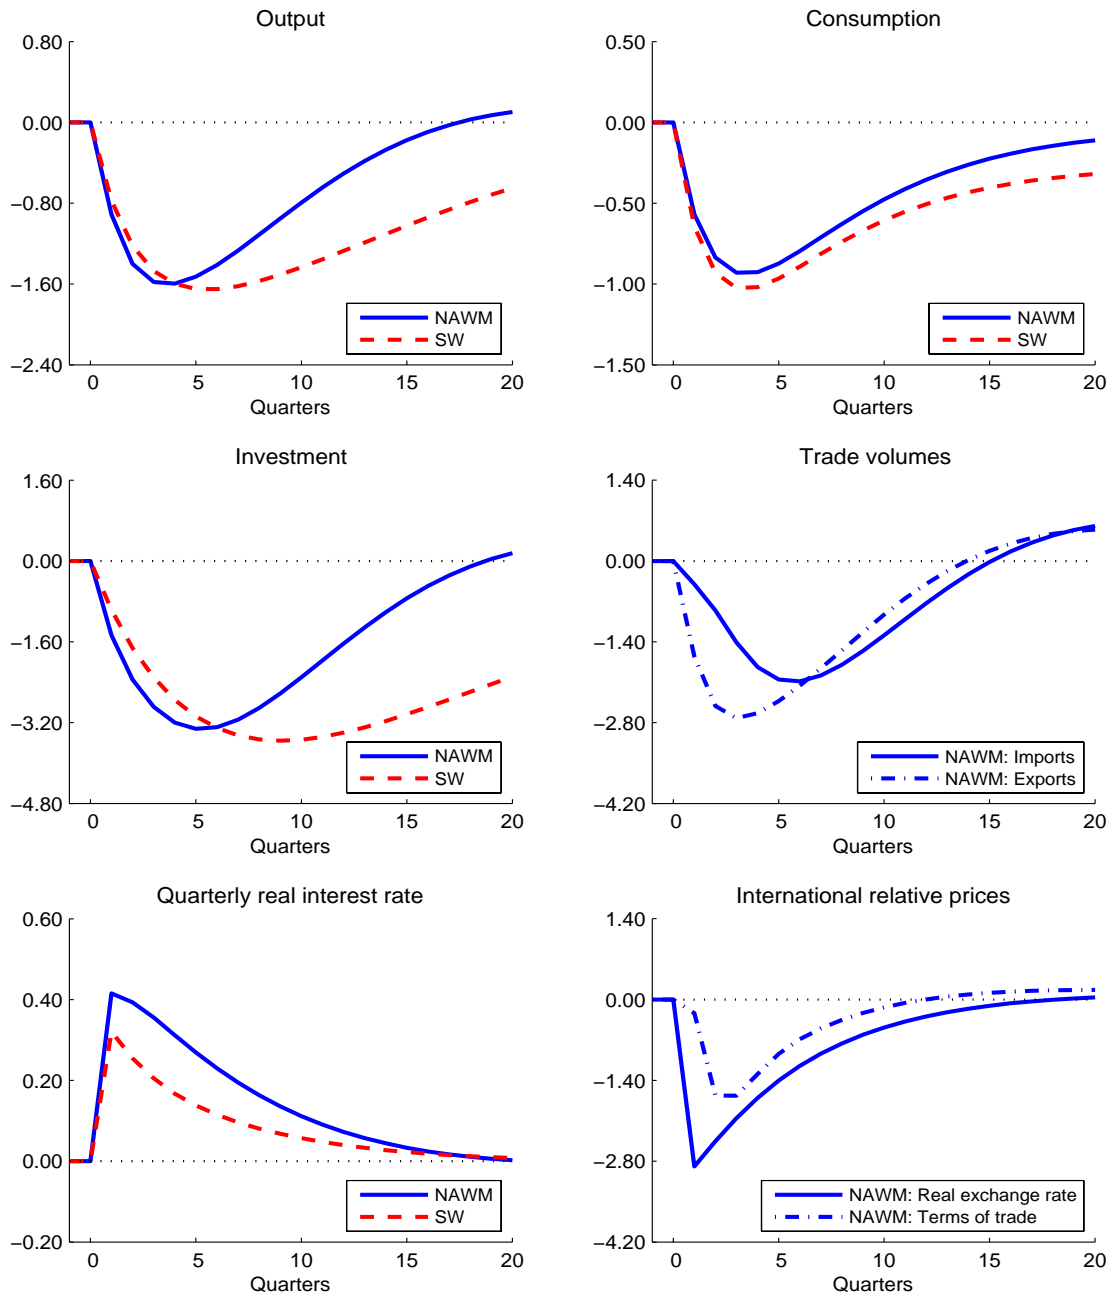 Output
0.80
0.00
−0.80
−1.60
−2.40
0 5 10 15 20
Quarters
NAWM
SW
Consumption
0.50
0.00
−0.50
−1.00
−1.50
0 5 10 15 20
Quarters
NAWM
SW
Investment
1.60
0.00
−1.60
−3.20
−4.80
0 5 10 15 20
Quarters
NAWM
SW
Trade volumes
1.40
0.00
−1.40
−2.80
−4.20
0 5 10 15 20
Quarters
NAWM: Imports
NAWM: Exports
Quarterly real interest rate
0.60
0.40
0.20
0.00
−0.20
0 5 10 15 20
Quarters
NAWM
SW
International relative prices
1.40
0.00
−1.40
−2.80
−4.20
0 5 10 15 20
Quarters
NAWM: Real exchange rate
NAWM: Terms of trade